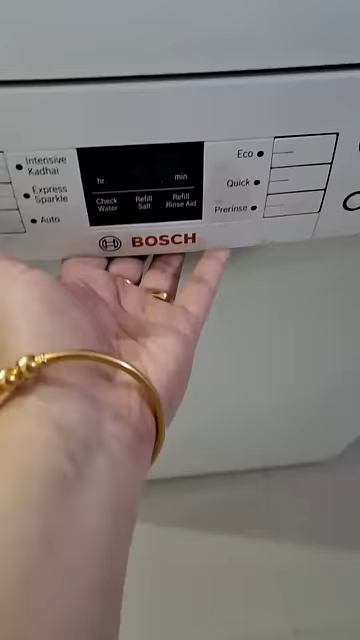 Intensive
Kadhai
Express
Sparkle
Auto
hr.
min.
Check
Water
Refill
Salt
Refill
Rinse Aid
Eco
Quick
Prerinse
BOSCH